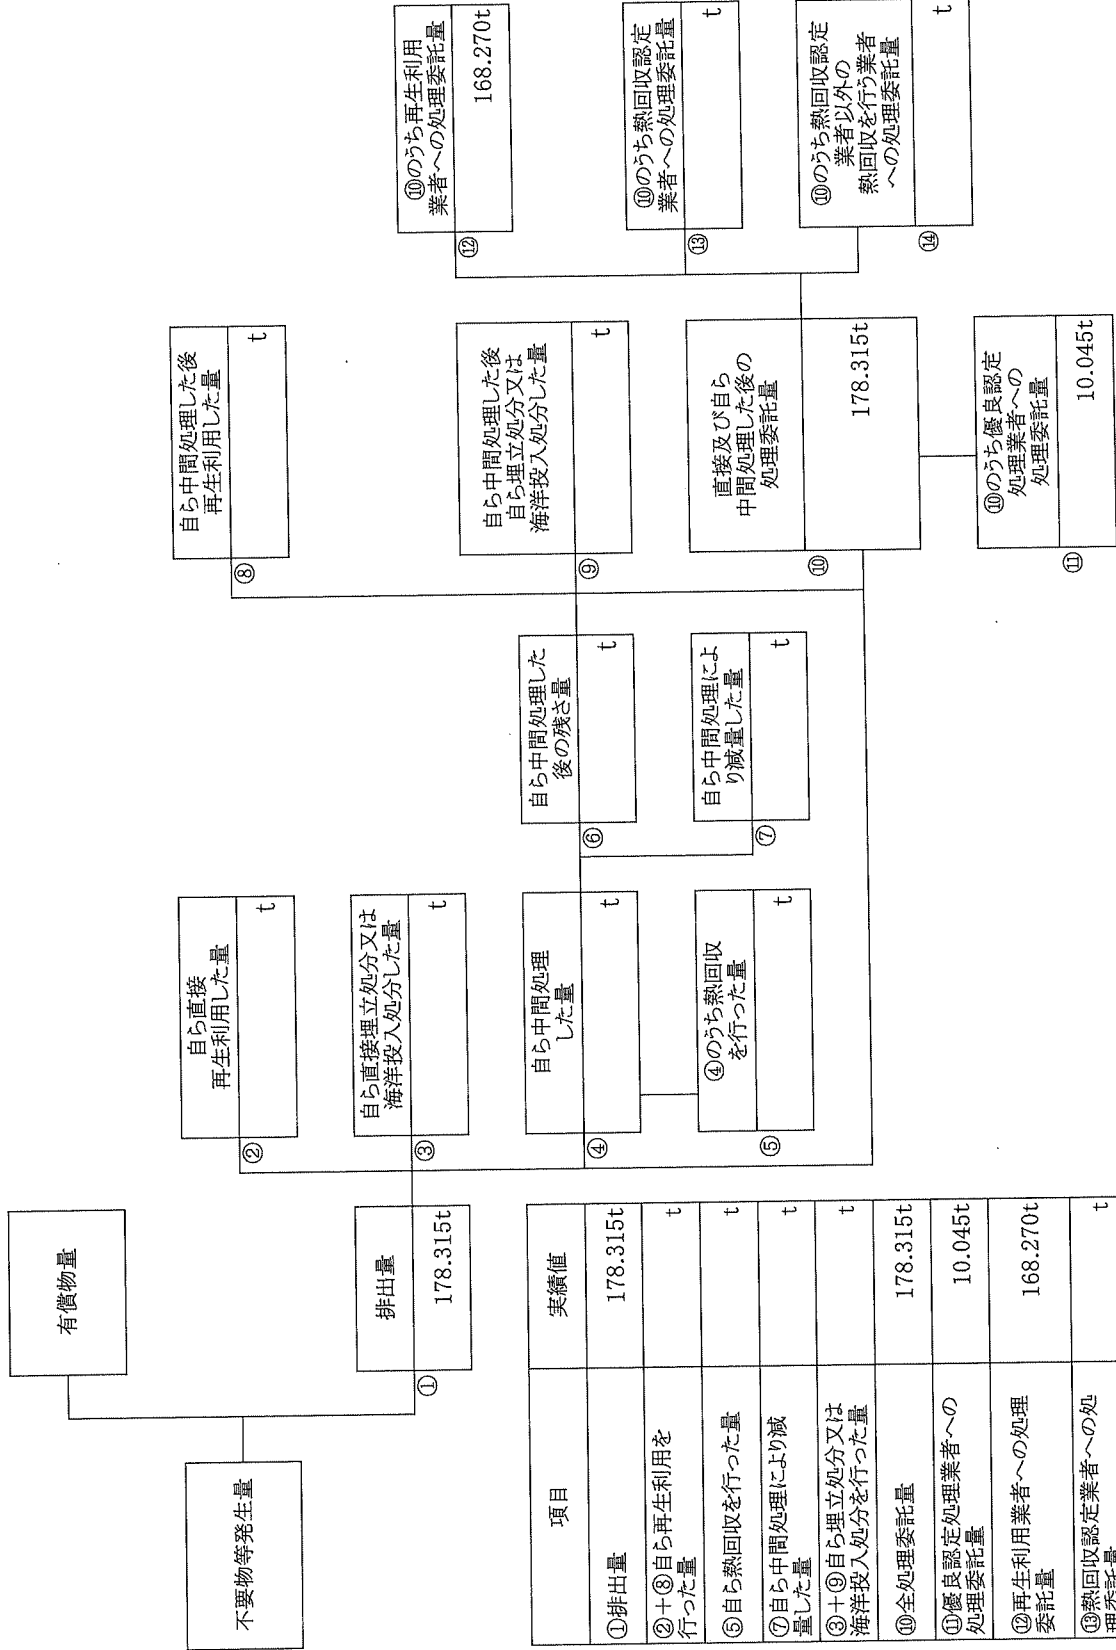 有償物量
不要物等発生量
①
排出量
178.315t
②
自ら直接
再生利用した量
t
③
自ら直接埋立処分又は
海洋投入処分した量
t
④
自ら中間処理
した量
t
⑤
④のうち熱回収
を行った量
t
⑥
自ら中間処理した
後の残さ量
t
⑦
自ら中間処理によ
り減量した量
t
⑧
自ら中間処理した後
再生利用した量
t
⑨
自ら中間処理した後
自ら埋立処分又は
海洋投入処分した量
t
⑩
直接及び自ら
中間処理した後の
処理委託量
178.315t
⑪
⑩のうち優良認定
処理業者への
処理委託量
10.045t
⑫
⑩のうち再生利用
業者への処理委託量
168.270t
⑬
⑩のうち熱回収認定
業者への処理委託量
t
⑭
⑩のうち熱回収認定
業者以外の
熱回収を行う業者
への処理委託量
t
項目
実績値
①排出量
178.315t
②+⑧自ら再生利用を
行った量
t
⑤自ら熱回収を行った量
t
⑦自ら中間処理により減
量した量
t
③+⑨自ら埋立処分又は
海洋投入処分を行った量
t
⑩全処理委託量
178.315t
⑪優良認定処理業者への
処理委託量
10.045t
⑫再生利用業者への処理
委託量
168.270t
⑬熱回収認定業者への処
理委託量
t